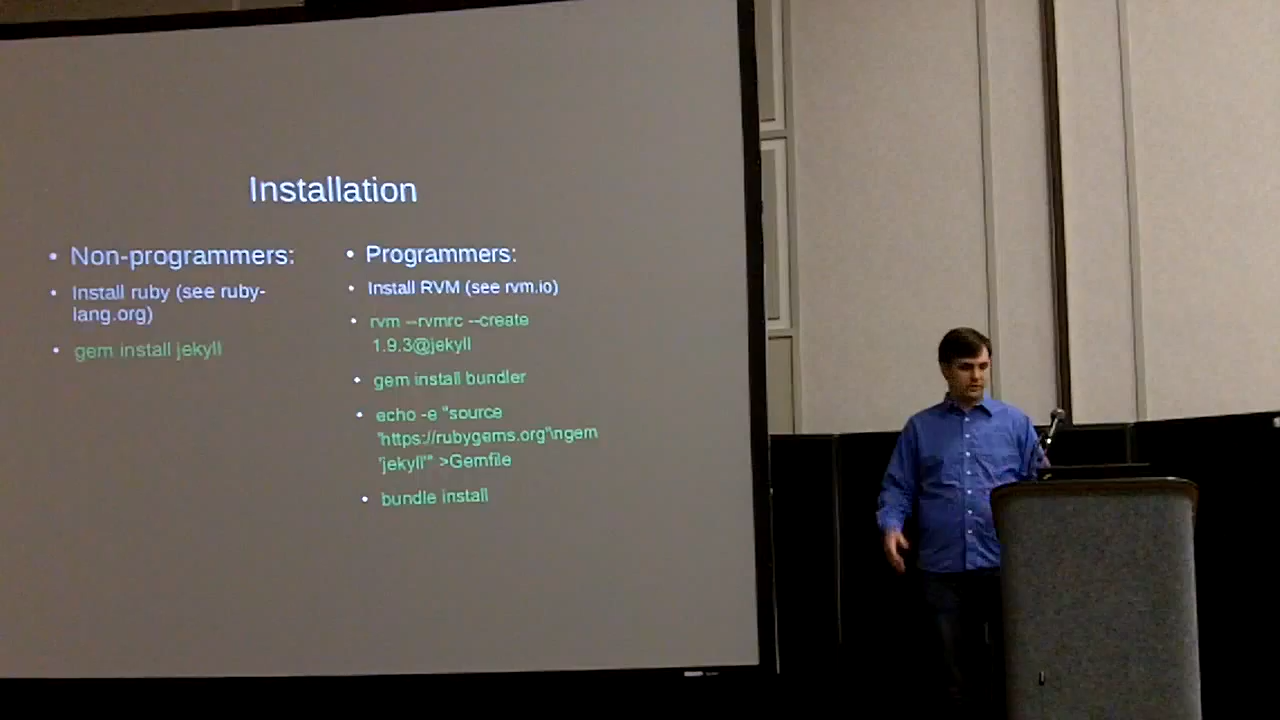 Installation
Non-programmers:
Install ruby (see ruby-
lang.org)
gem install jekyll
Programmers:
Install RVM (see rvm.io)
rvm --rvmrc --create
1.9.3@jekyll
gem install bundler
echo -e "source
'https://rubygems.org'\ngem
'jekyll'" >Gemfile
bundle install